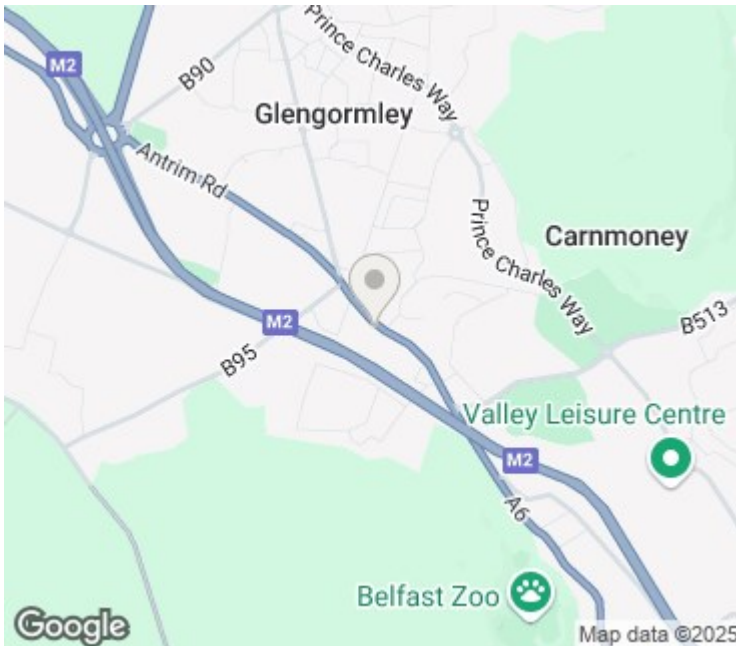 Prince Charles Way
M2
B90
Glengormley
Antrim Rd
Prince Charles Way
Carnmoney
M2
B513
B95
Valley Leisure Centre
M2
A6
Belfast Zoo
Google
Map data ©2025